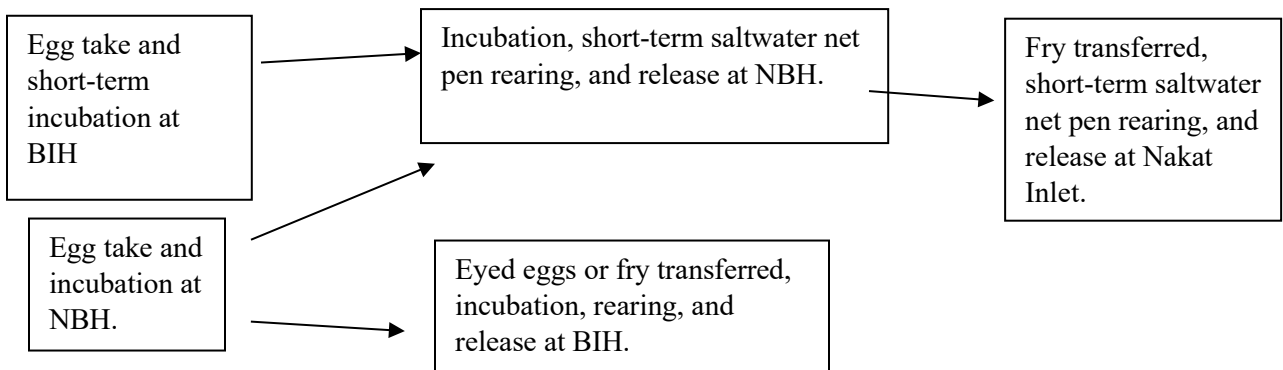 Egg take and
short-term
incubation at
BIH
Incubation, short-term saltwater net
pen rearing, and release at NBH.
Fry transferred,
short-term saltwater
net pen rearing, and
release at Nakat
Inlet.
Egg take and
incubation at
NBH.
Eyed eggs or fry transferred,
incubation, rearing, and
release at BIH.